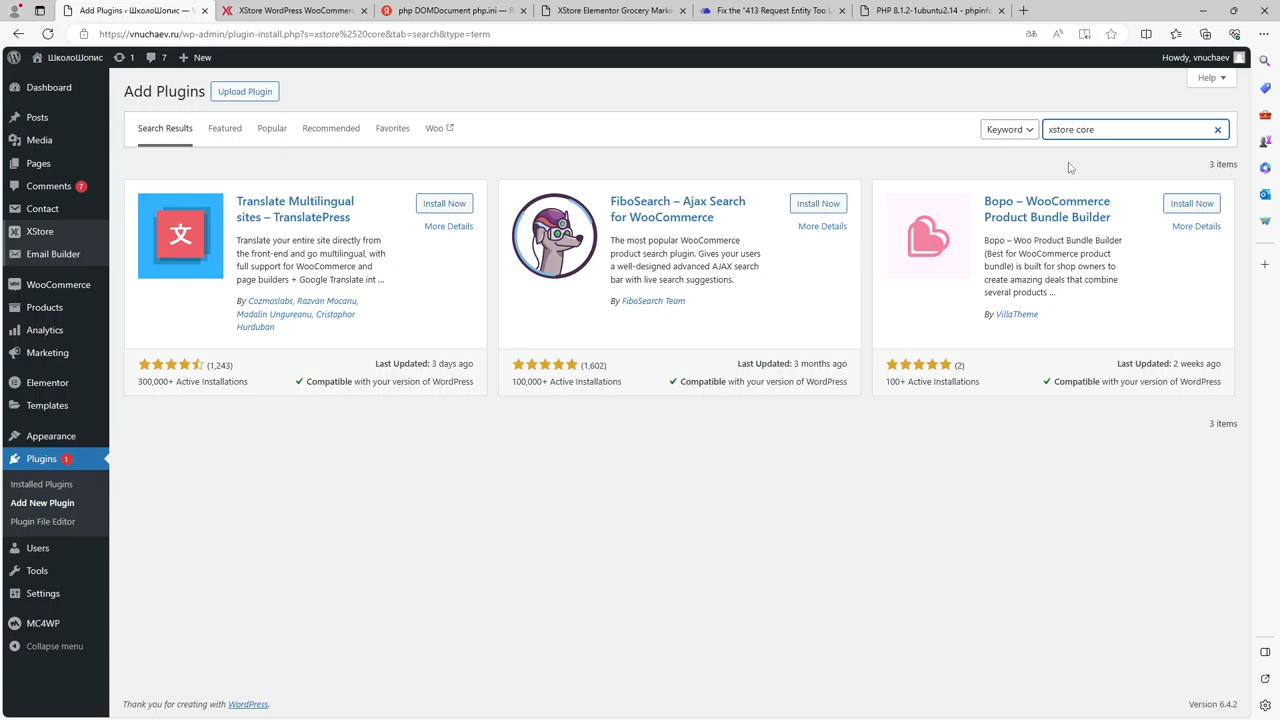 Add Plugins ‹ ШколоШопис — W
XStore WordPress WooCommerc
php DOMDocument php.ini — R
XStore Elementor Grocery Marke
Fix the "413 Request Entity Too L
PHP 8.1.2-1ubuntu2.14 - phpinfo
https://vnuchaev.ru/wp-admin/plugin-install.php?s=xstore%2520core&tab=search&type=term
ШколоШопис
1
7
New
Howdy, vnuchaev
Dashboard
Posts
Media
Pages
Comments 7
Contact
XStore
Email Builder
WooCommerce
Products
Analytics
Marketing
Elementor
Templates
Appearance
Plugins 1
Installed Plugins
Add New Plugin
Plugin File Editor
Users
Tools
Settings
MC4WP
Collapse menu
Add Plugins
Upload Plugin
Help
Search Results
Featured
Popular
Recommended
Favorites
Woo
Keyword
xstore core
3 items
Translate Multilingual
sites – TranslatePress
Install Now
More Details
Translate your entire site directly from
the front-end and go multilingual, with
full support for WooCommerce and
page builders + Google Translate int ...
By Cozmoslabs, Razvan Mocanu,
Madalin Ungureanu, Cristophor
Hurduban
(1,243)
300,000+ Active Installations
Last Updated: 3 days ago
Compatible with your version of WordPress
FiboSearch – Ajax Search
for WooCommerce
Install Now
More Details
The most popular WooCommerce
product search plugin. Gives your users
a well-designed advanced AJAX search
bar with live search suggestions.
By FiboSearch Team
(1,602)
100,000+ Active Installations
Last Updated: 3 months ago
Compatible with your version of WordPress
Bopo – WooCommerce
Product Bundle Builder
Install Now
More Details
Bopo – Woo Product Bundle Builder
(Best for WooCommerce product
bundle) is built for shop owners to
create amazing deals that combine
several products ...
By VillaTheme
(2)
100+ Active Installations
Last Updated: 2 weeks ago
Compatible with your version of WordPress
3 items
Thank you for creating with WordPress.
Version 6.4.2